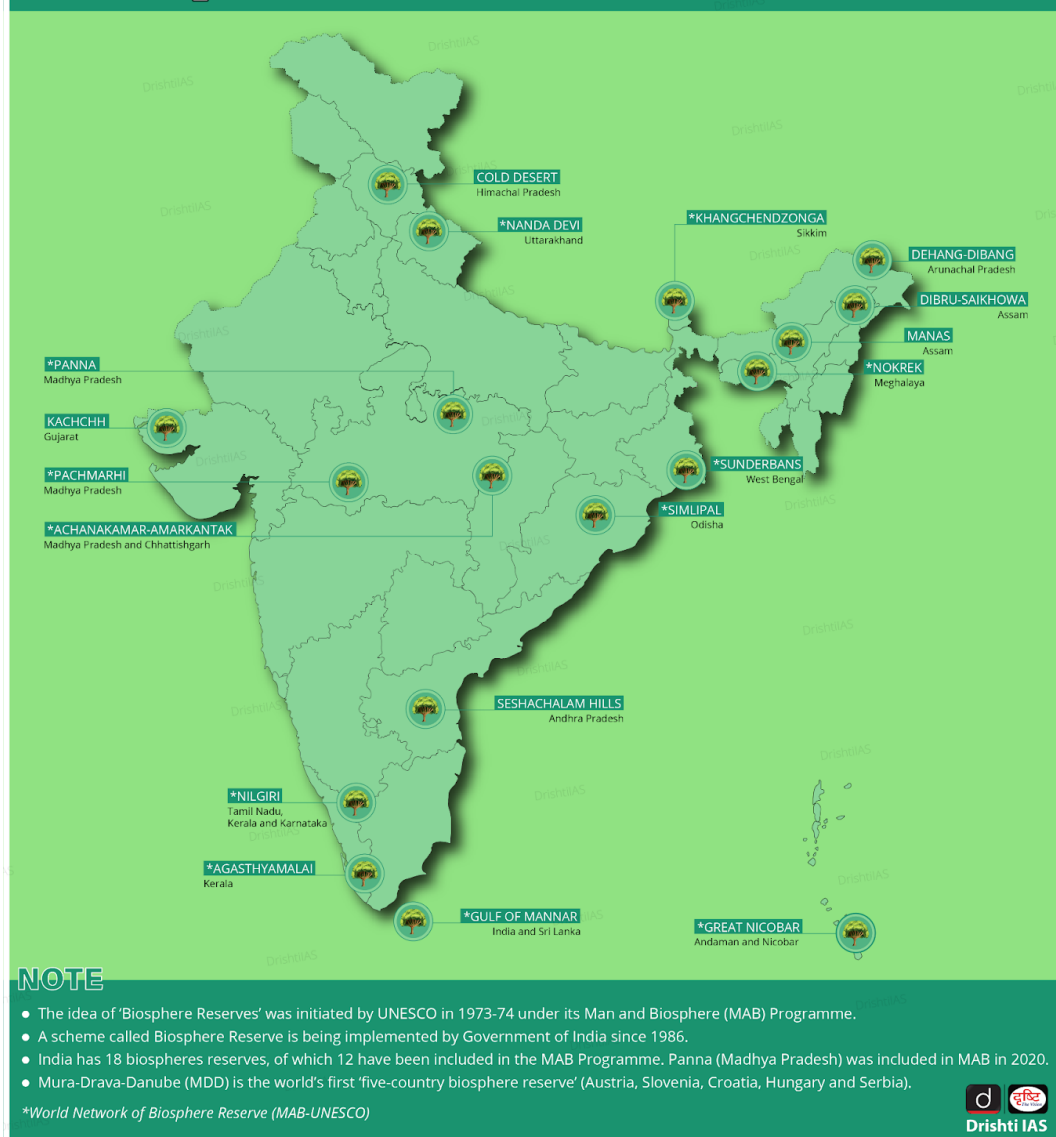 COLD DESERT
Himachal Pradesh
*NANDA DEVI
Uttarakhand
*KHANGCHENDZONGA
Sikkim
DEHANG-DIBANG
Arunachal Pradesh
DIBRU-SAIKHOWA
Assam
MANAS
Assam
*NOKREK
Meghalaya
*PANNA
Madhya Pradesh
KACHCHH
Gujarat
*PACHMARHI
Madhya Pradesh
*ACHANAKAMAR-AMARKANTAK
Madhya Pradesh and Chhattishgarh
*SUNDERBANS
West Bengal
*SIMLIPAL
Odisha
SESHACHALAM HILLS
Andhra Pradesh
*NILGIRI
Tamil Nadu,
Kerala and Karnataka
*AGASTHYAMALAI
Kerala
*GULF OF MANNAR
India and Sri Lanka
*GREAT NICOBAR
Andaman and Nicobar
NOTE
● The idea of ‘Biosphere Reserves’ was initiated by UNESCO in 1973-74 under its Man and Biosphere (MAB) Programme.
● A scheme called Biosphere Reserve is being implemented by Government of India since 1986.
● India has 18 biospheres reserves, of which 12 have been included in the MAB Programme. Panna (Madhya Pradesh) was included in MAB in 2020.
● Mura-Drava-Danube (MDD) is the world’s first ‘five-country biosphere reserve’ (Austria, Slovenia, Croatia, Hungary and Serbia).
*World Network of Biosphere Reserve (MAB-UNESCO)
d दृष्टि
The Vision
Drishti IAS
DrishtiIAS